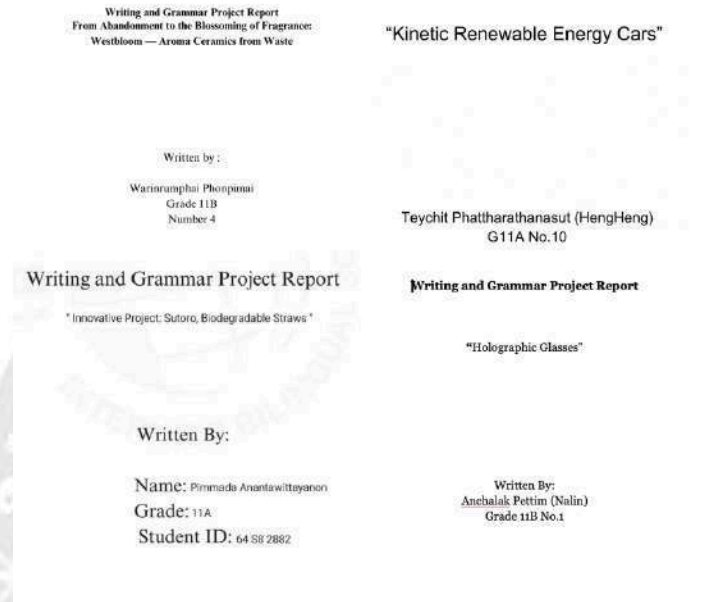 Writing and Grammar Project Report
From Abandonment to the Blossoming of Fragrance:
Westbloom — Aroma Ceramics from Waste
Written by :
Warinrumphai Phonpimai
Grade 11B
Number 4
“Kinetic Renewable Energy Cars”
Teychit Phattharathanasut (HengHeng)
G11A No.10
Writing and Grammar Project Report
" Innovative Project: Sutoro, Biodegradable Straws "
Written By:
Name: Pimmada Anantawittayanon
Grade: 11A
Student ID: 64 S8 2882
Writing and Grammar Project Report
“Holographic Glasses”
Written By:
Anchalak Pettim (Nalin)
Grade 11B No.1